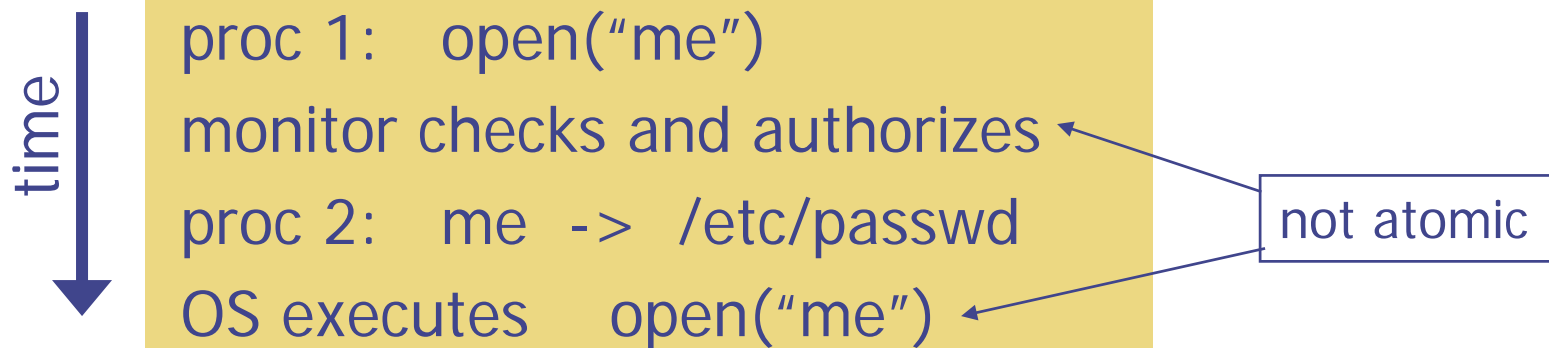 time
proc 1: open(“me”)
monitor checks and authorizes
proc 2: me -> /etc/passwd
OS executes open(“me”)
not atomic